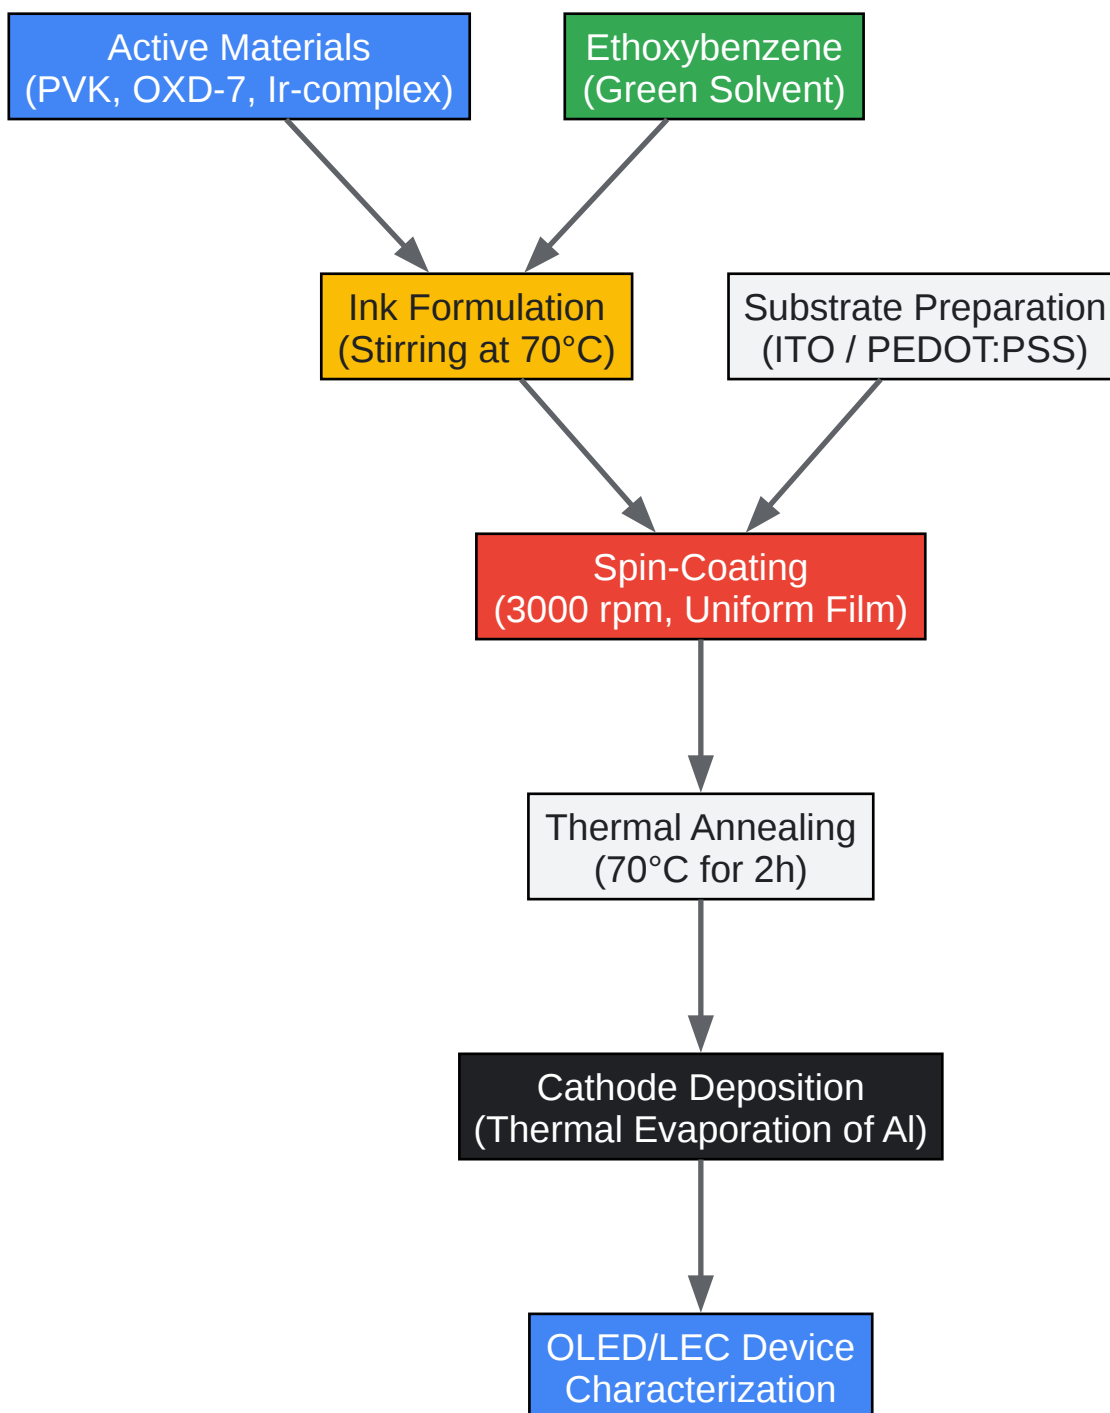 Active Materials
(PVK, OXD-7, Ir-complex)
Ethoxybenzene
(Green Solvent)
Ink Formulation
(Stirring at 70°C)
Substrate Preparation
(ITO / PEDOT:PSS)
Spin-Coating
(3000 rpm, Uniform Film)
Thermal Annealing
(70°C for 2h)
Cathode Deposition
(Thermal Evaporation of Al)
OLED/LEC Device
Characterization